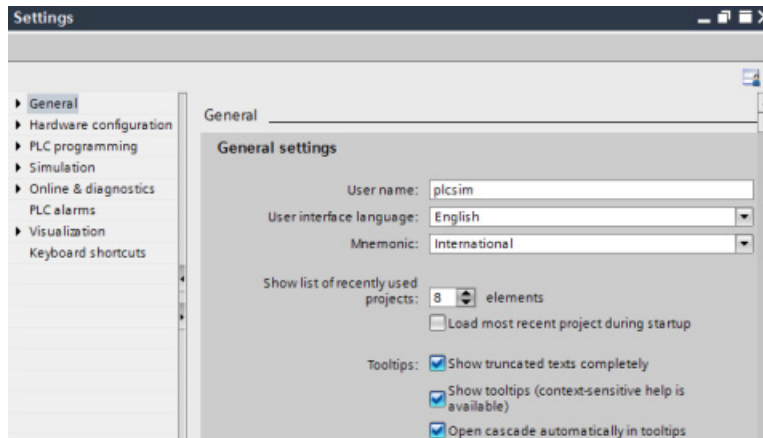 Settings
General
Hardware configuration
PLC programming
Simulation
Online & diagnostics
PLC alarms
Visualization
Keyboard shortcuts
General
General settings
User name: plcsim
User interface language: English
Mnemonic: International
Show list of recently used
projects: 8 elements
Load most recent project during startup
Tooltips: Show truncated texts completely
Show tooltips (context-sensitive help is
available)
Open cascade automatically in tooltips